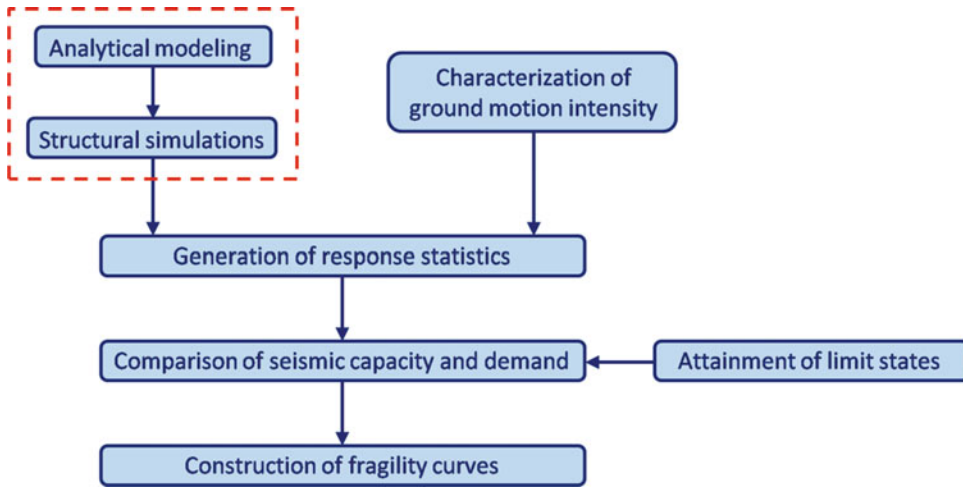 Analytical modeling
Structural simulations
Characterization of
ground motion intensity
Generation of response statistics
Comparison of seismic capacity and demand
Attainment of limit states
Construction of fragility curves